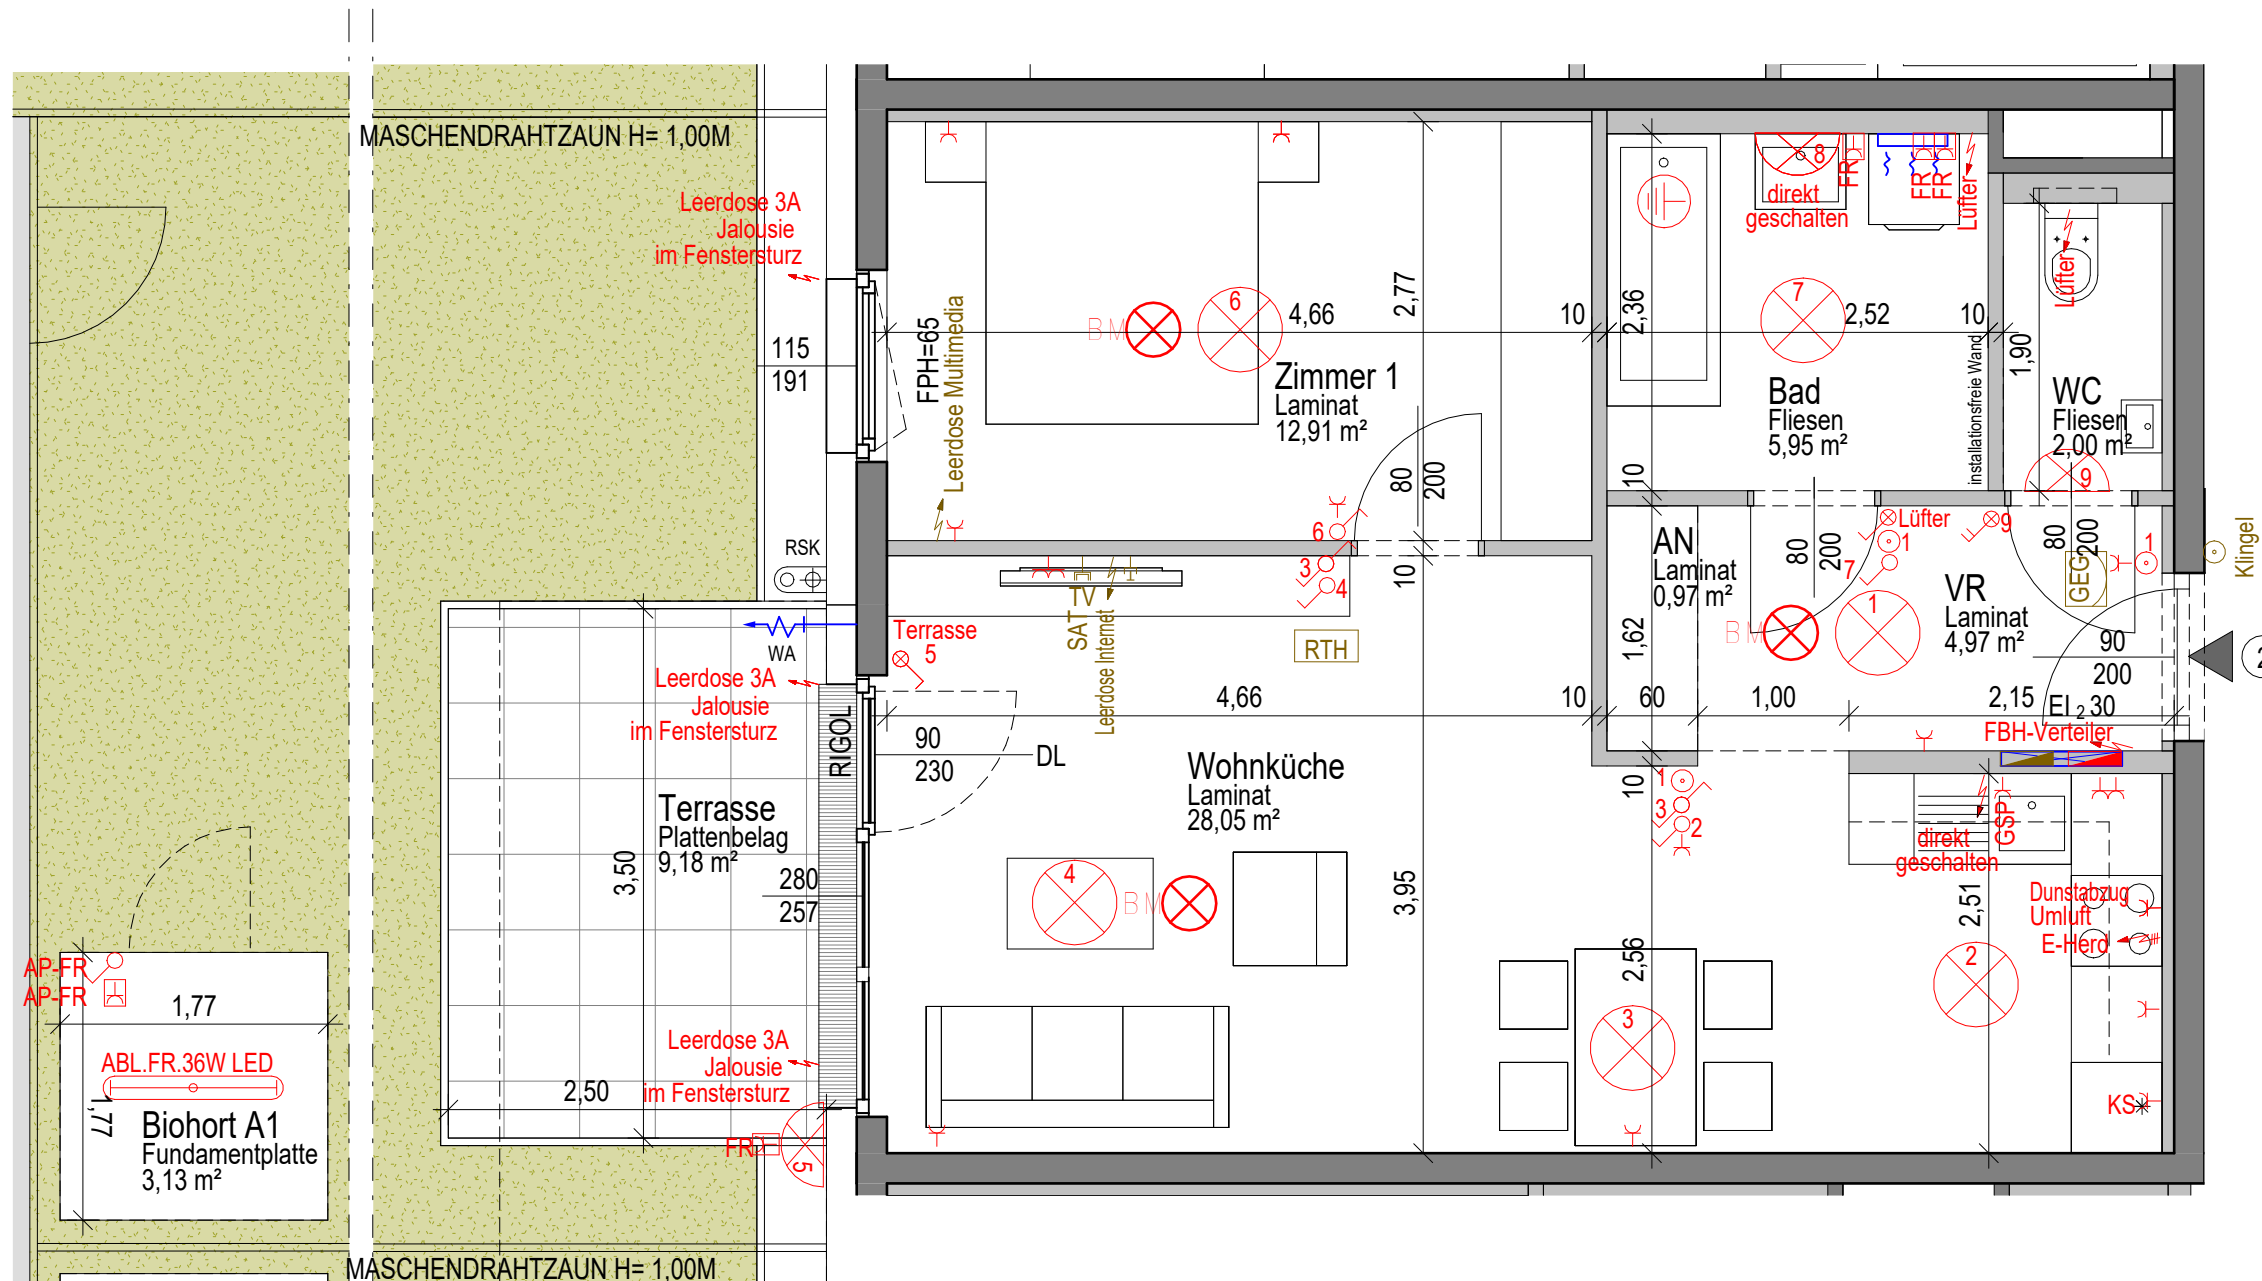 MASCHENDRAHTZAUN H= 1,00M
Leerdose 3A
Jalousie
im Fenstersturz
115
191
FPH=65
Leerdose Multimedia
BM
6
4,66
2,77
10
Zimmer 1
Laminat
12,91 m²
80
200
6
2,36
8
direkt
geschalten
FR
FR
FR
Lüfter
7
2,52
10
Bad
Fliesen
5,95 m²
10
installationsfreie Wand
Lüfter
1,90
WC
Fliesen
2,00 m²
9
RSK
WA
Terrasse
5
3
4
10
TV
SAT
Leerdose Internet
RTH
AN
Laminat
0,97 m²
1,62
80
200
Lüfter
1
7
9
80
200
GEG
1
Klingel
BM
1
VR
Laminat
4,97 m²
90
200
2
Leerdose 3A
Jalousie
im Fenstersturz
RIGOL
4,66
10
60
1,00
2,15
EI 2 30
FBH-Verteiler
90
230
DL
Wohnküche
Laminat
28,05 m²
10
1
3
2
GSP
direkt
geschalten
Terrasse
Plattenbelag
9,18 m²
3,50
280
257
4
BM
3,95
2,56
2,51
Dunstabzug
Umluft
E-Herd
2
3
KS
AP-FR
AP-FR
1,77
ABL.FR.36W LED
1,77
Biohort A1
Fundamentplatte
3,13 m²
2,50
Leerdose 3A
Jalousie
im Fenstersturz
FR
5
MASCHENDRAHTZAUN H= 1,00M